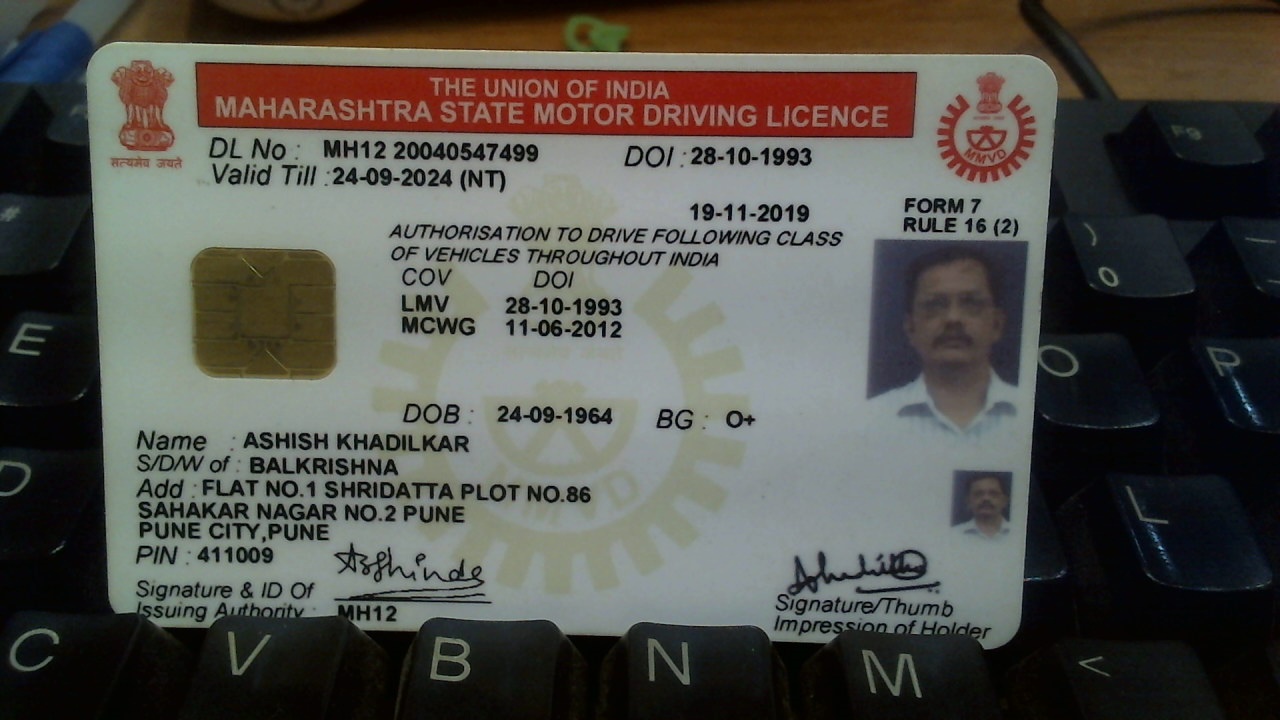 THE UNION OF INDIA
MAHARASHTRA STATE MOTOR DRIVING LICENCE
सत्यमेव जयते
MMVD
DL No : MH12 20040547499 DOI : 28-10-1993
Valid Till : 24-09-2024 (NT)
19-11-2019
FORM 7
RULE 16 (2)
AUTHORISATION TO DRIVE FOLLOWING CLASS
OF VEHICLES THROUGHOUT INDIA
COV DOI
LMV 28-10-1993
MCWG 11-06-2012
DOB : 24-09-1964 BG : O+
Name : ASHISH KHADILKAR
S/D/W of : BALKRISHNA
Add : FLAT NO.1 SHRIDATTA PLOT NO.86
SAHAKAR NAGAR NO.2 PUNE
PUNE CITY,PUNE
PIN : 411009
Signature & ID Of
Issuing Authority : MH12
Signature/Thumb
Impression of Holder
F9
#
)
0
E
O
P
D
L
C V B N M <